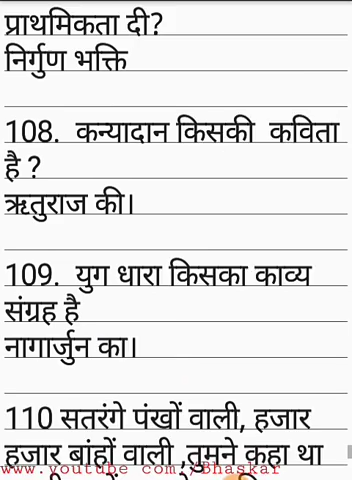 प्राथमिकता दी?
निर्गुण भक्ति
108. कन्यादान किसकी कविता
है ?
ऋतुराज की।
109. युग धारा किसका काव्य
संग्रह है
नागार्जुन का।
110 सतरंगे पंखों वाली, हजार
हजार बांहों वाली ,तुमने कहा था
www.youtube com //Bhaskar